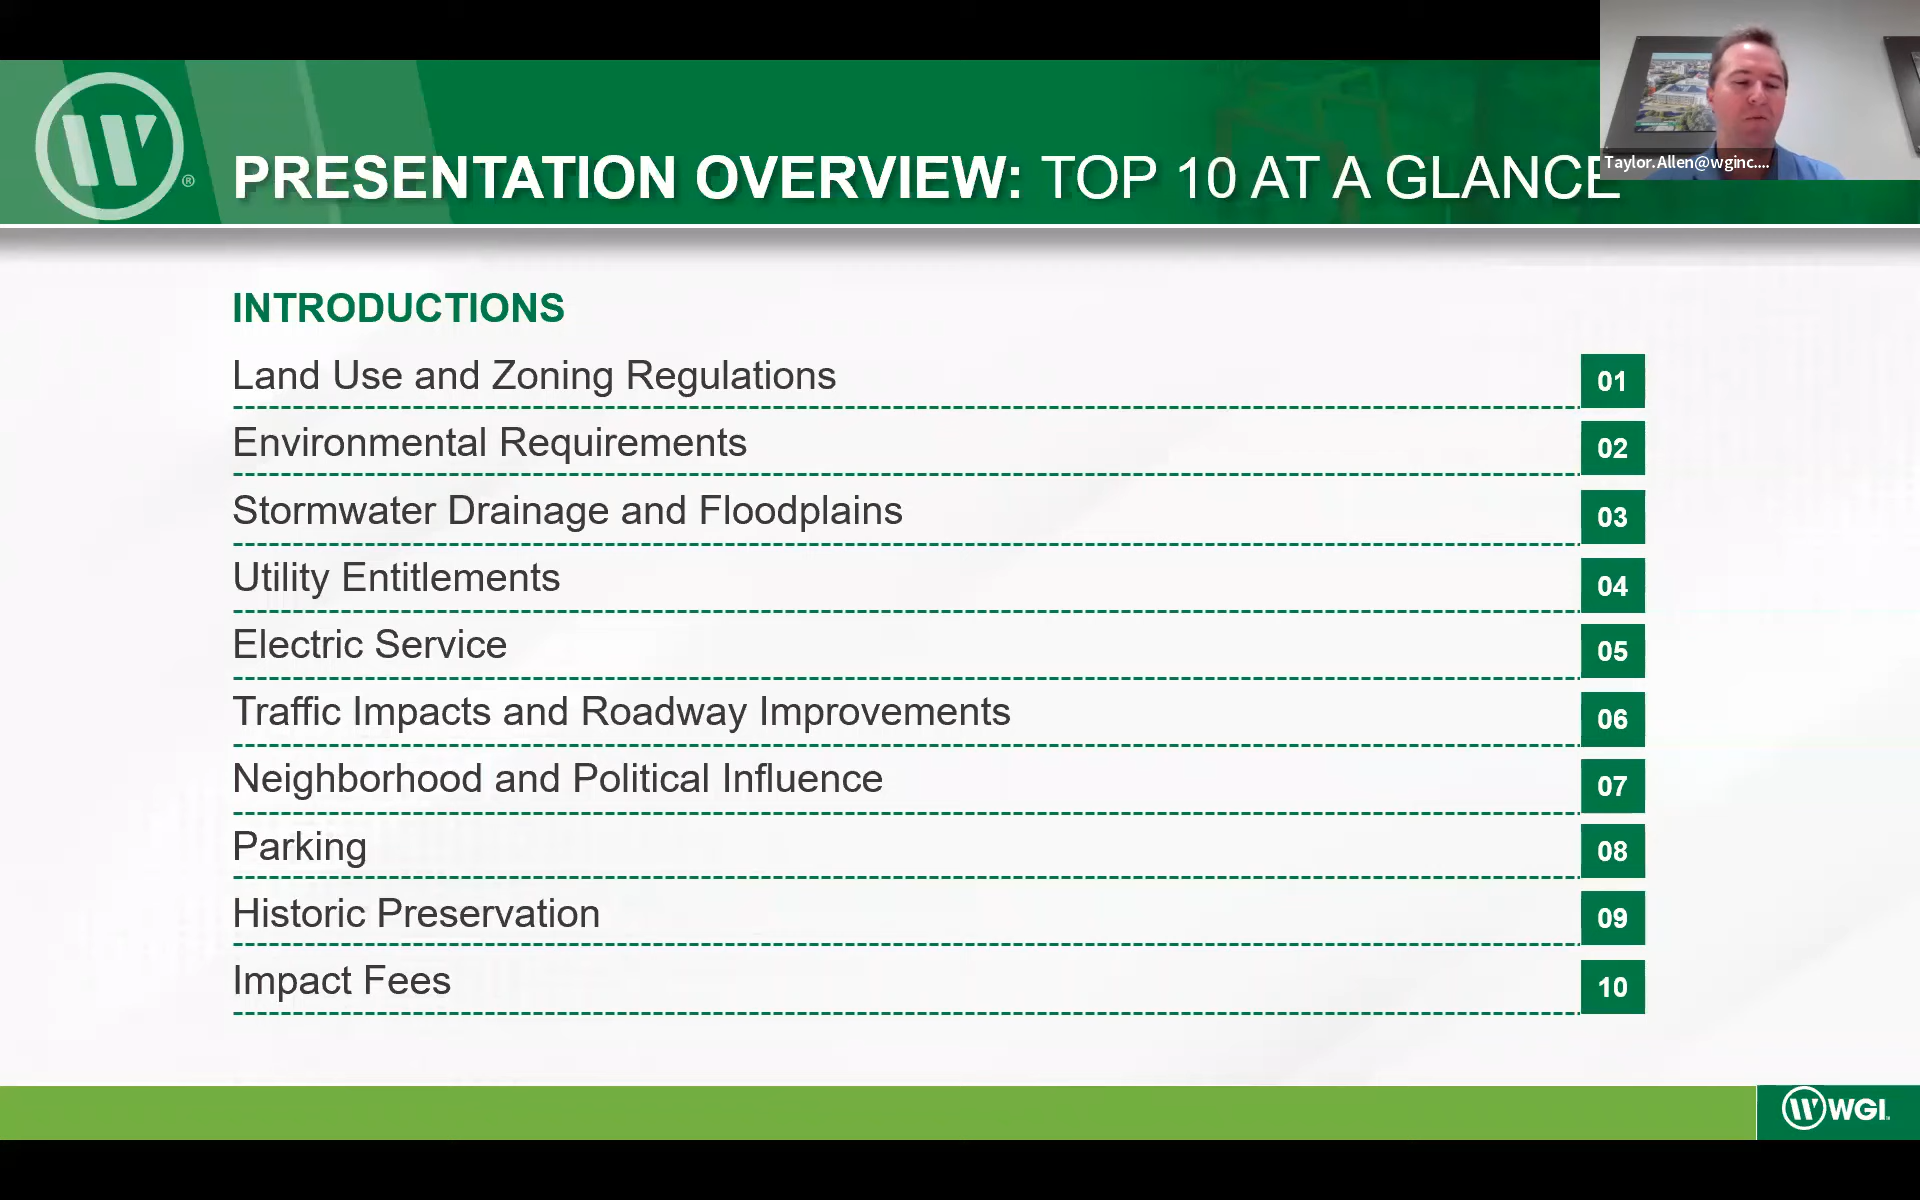 Taylor.Allen@wginc....
®
PRESENTATION OVERVIEW: TOP 10 AT A GLANCE
INTRODUCTIONS
Land Use and Zoning Regulations 01
Environmental Requirements 02
Stormwater Drainage and Floodplains 03
Utility Entitlements 04
Electric Service 05
Traffic Impacts and Roadway Improvements 06
Neighborhood and Political Influence 07
Parking 08
Historic Preservation 09
Impact Fees 10
WGI